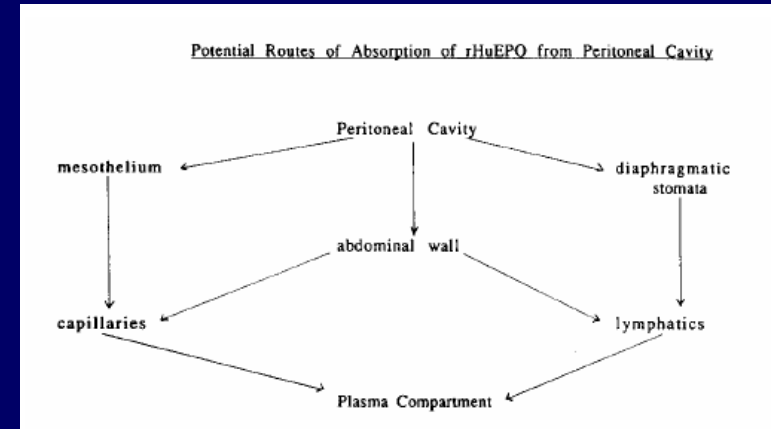 Potential Routes of Absorption of rHuEPO from Peritoneal Cavity
Peritoneal Cavity
mesothelium
diaphragmatic
stomata
abdominal wall
capillaries
lymphatics
Plasma Compartment